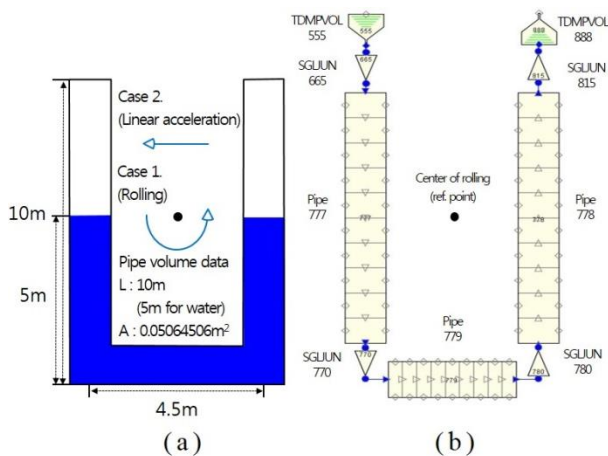 Case 2.
(Linear acceleration)
Case 1.
(Rolling)
10m
Pipe volume data
L : 10m
(5m for water)
A : 0.05064506m²
5m
4.5m
(a)
TDMPVOL
555
555
SGLJUN
665
665
TDMPVOL
888
888
SGLJUN
815
815
Center of rolling
(ref. point)
Pipe
777
777
Pipe
778
778
Pipe
779
SGLJUN
770
770
779
SGLJUN
780
780
(b)